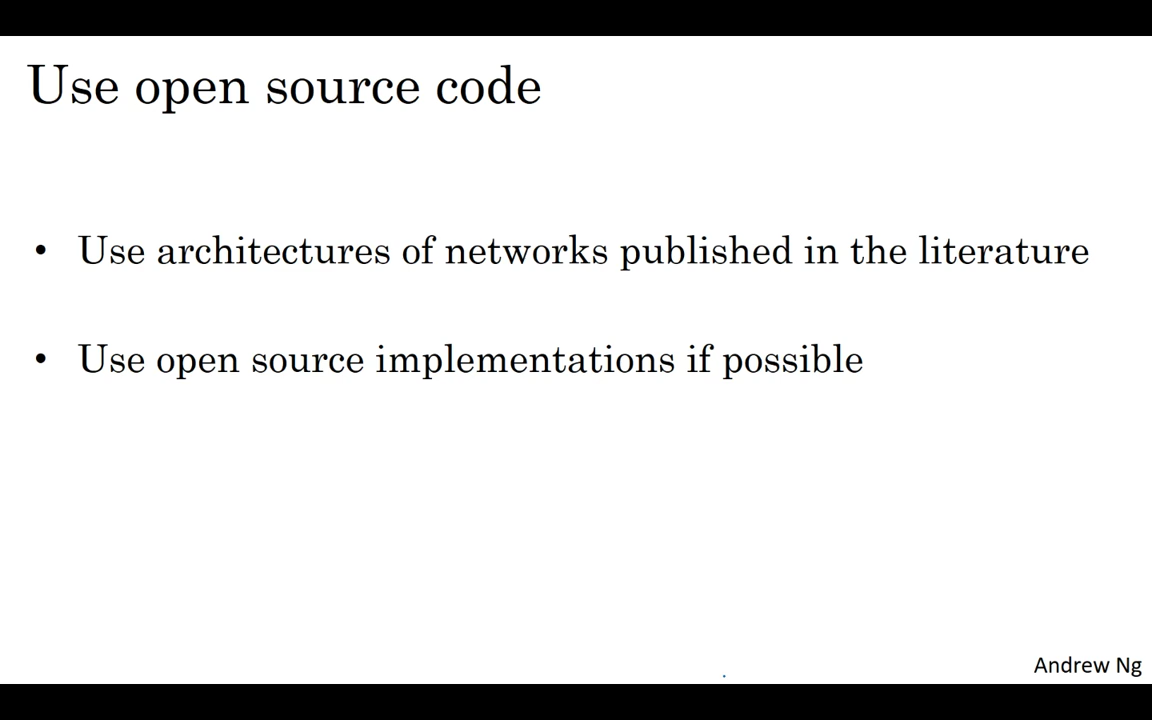 Use open source code
• Use architectures of networks published in the literature
• Use open source implementations if possible
Andrew Ng